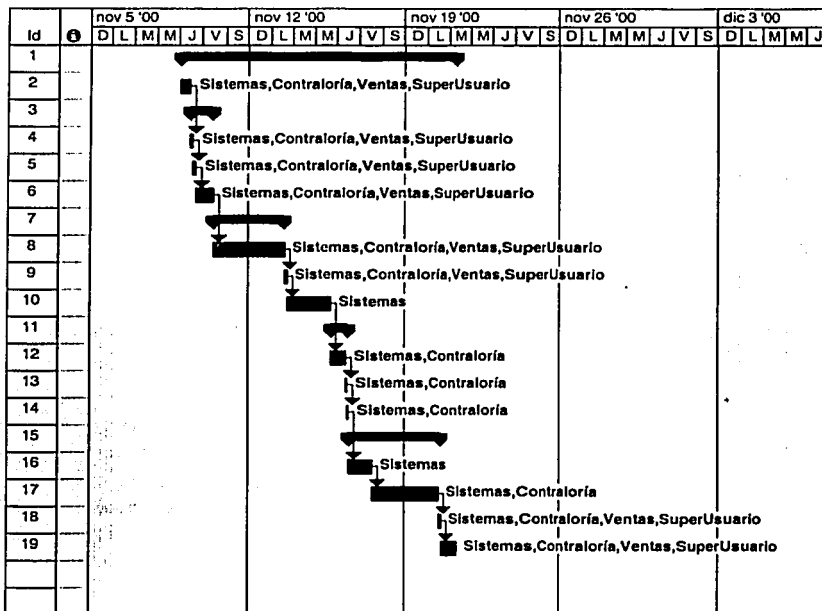 nov 5 '00 nov 12 '00 nov 19 '00 nov 26 '00 dic 3 '00
Id D L M M J V S D L M M J V S D L M M J V S D L M M J V S D L M M J
1
2 Sistemas,Contraloría,Ventas,SuperUsuario
3
4 Sistemas,Contraloría,Ventas,SuperUsuario
5 Sistemas,Contraloría,Ventas,SuperUsuario
6 Sistemas,Contraloría,Ventas,SuperUsuario
7
8 Sistemas,Contraloría,Ventas,SuperUsuario
9 Sistemas,Contraloría,Ventas,SuperUsuario
10 Sistemas
11
12 Sistemas,Contraloría
13 Sistemas,Contraloría
14 Sistemas,Contraloría
15
16 Sistemas
17 Sistemas,Contraloría
18 Sistemas,Contraloría,Ventas,SuperUsuario
19 Sistemas,Contraloría,Ventas,SuperUsuario